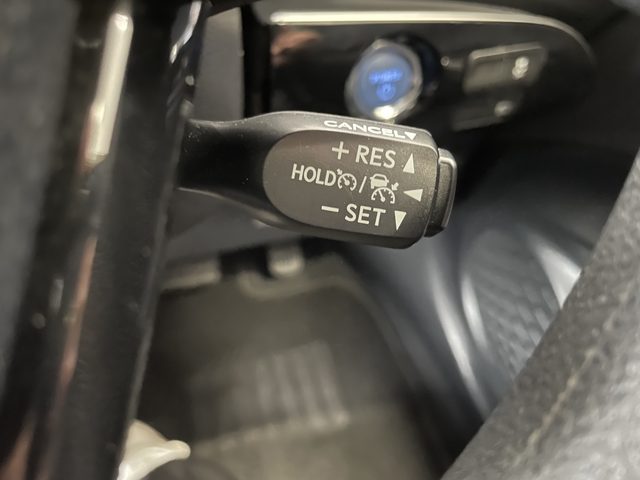 CANCEL▼
+ RES ▲
HOLD / ◄
− SET ▼